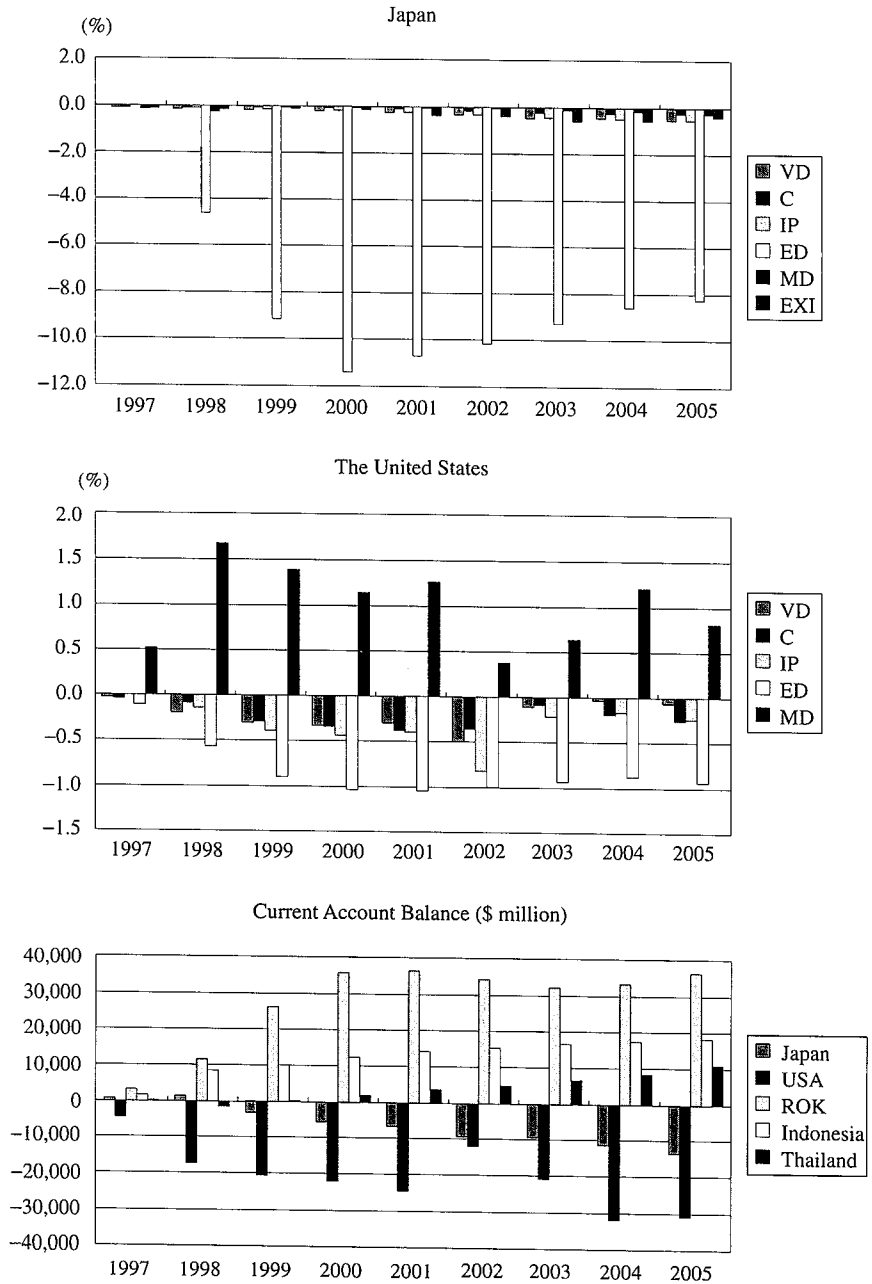 Japan
(%)
2.0
0.0
−2.0
−4.0
−6.0
−8.0
−10.0
−12.0
1997 1998 1999 2000 2001 2002 2003 2004 2005
VD
C
IP
ED
MD
EXI
The United States
(%)
2.0
1.5
1.0
0.5
0.0
−0.5
−1.0
−1.5
1997 1998 1999 2000 2001 2002 2003 2004 2005
VD
C
IP
ED
MD
Current Account Balance ($ million)
40,000
30,000
20,000
10,000
0
−10,000
−20,000
−30,000
−40,000
1997 1998 1999 2000 2001 2002 2003 2004 2005
Japan
USA
ROK
Indonesia
Thailand